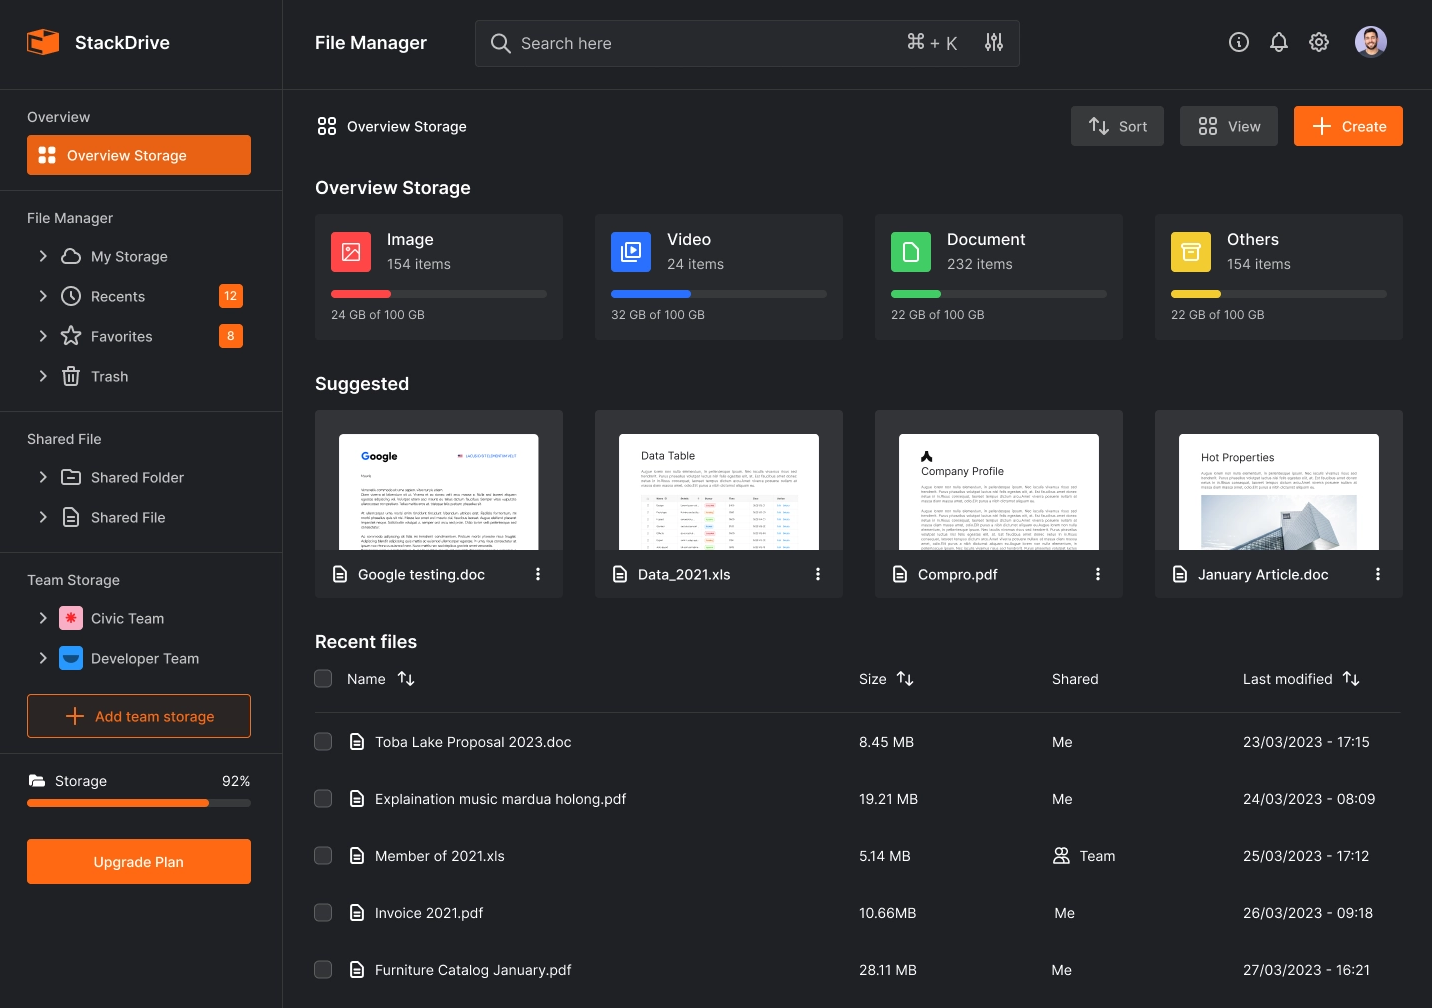 StackDrive
File Manager
Search here
⌘ + K
Overview
Overview Storage
File Manager
My Storage
Recents
12
Favorites
8
Trash
Shared File
Shared Folder
Shared File
Team Storage
Civic Team
Developer Team
Add team storage
Storage
92%
Upgrade Plan
Overview Storage
Sort
View
Create
Overview Storage
Image
154 items
24 GB of 100 GB
Video
24 items
32 GB of 100 GB
Document
232 items
22 GB of 100 GB
Others
154 items
22 GB of 100 GB
Suggested
Google
Google testing.doc
Data Table
Data_2021.xls
Company Profile
Compro.pdf
Hot Properties
January Article.doc
Recent files
Name Size Shared Last modified
Toba Lake Proposal 2023.doc 8.45 MB Me 23/03/2023 - 17:15
Explaination music mardua holong.pdf 19.21 MB Me 24/03/2023 - 08:09
Member of 2021.xls 5.14 MB Team 25/03/2023 - 17:12
Invoice 2021.pdf 10.66MB Me 26/03/2023 - 09:18
Furniture Catalog January.pdf 28.11 MB Me 27/03/2023 - 16:21